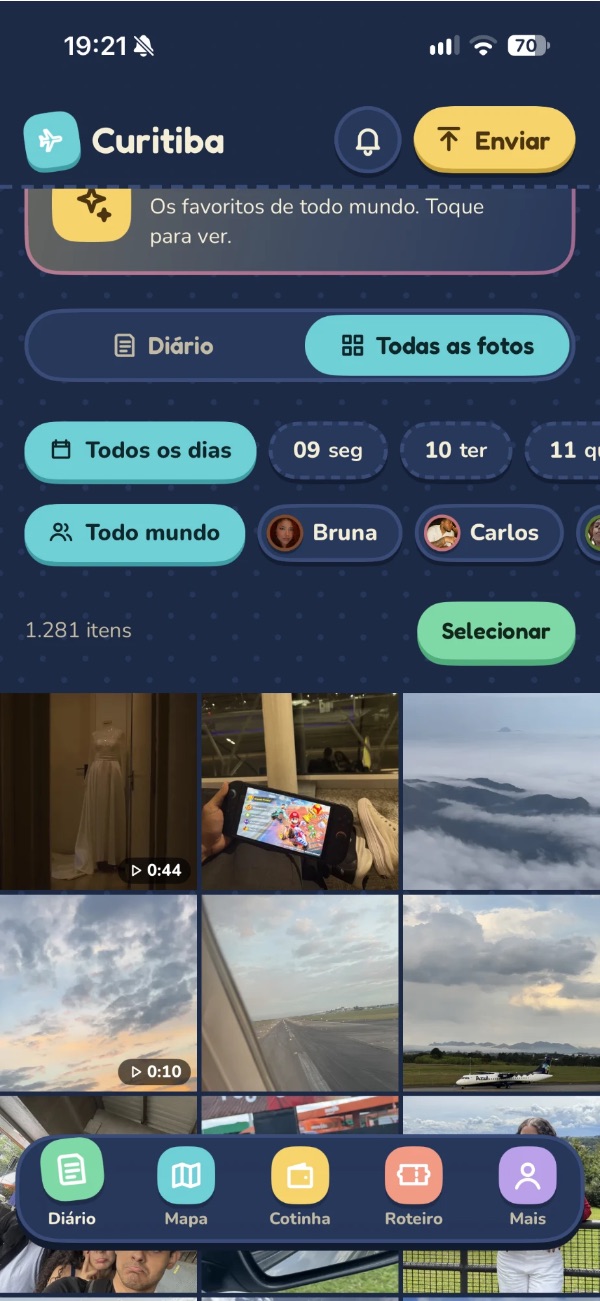 19:21
70
Curitiba
Enviar
Os favoritos de todo mundo. Toque
para ver.
Diário
Todas as fotos
Todos os dias
09 seg
10 ter
11
Todo mundo
Bruna
Carlos
1.281 itens
Selecionar
0:44
0:10
Azul
Diário
Mapa
Cotinha
Roteiro
Mais